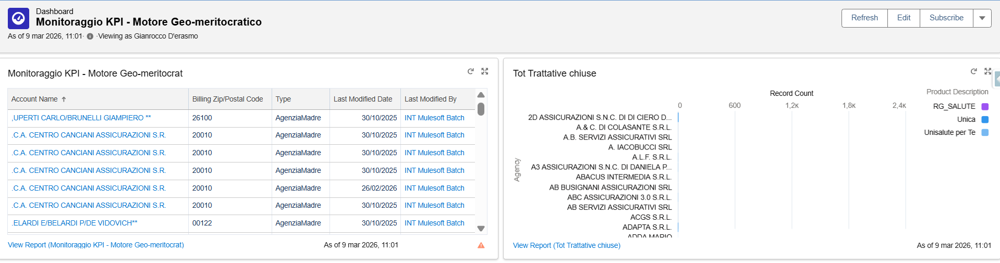 Dashboard
Monitoraggio KPI - Motore Geo-meritocratico
As of 9 mar 2026, 11:01· ·Viewing as Gianrocco D'erasmo
Refresh
Edit
Subscribe
Monitoraggio KPI - Motore Geo-meritocrat
Account Name ↑ Billing Zip/Postal Code Type Last Modified Date Last Modified By
,UPERTI CARLO/BRUNELLI GIAMPIERO ** 26100 AgenziaMadre 30/10/2025 INT Mulesoft Batch
.C.A. CENTRO CANCIANI ASSICURAZIONI S.R. 20010 AgenziaMadre 30/10/2025 INT Mulesoft Batch
.C.A. CENTRO CANCIANI ASSICURAZIONI S.R. 20010 AgenziaMadre 30/10/2025 INT Mulesoft Batch
.C.A. CENTRO CANCIANI ASSICURAZIONI S.R. 20010 AgenziaMadre 30/10/2025 INT Mulesoft Batch
.C.A. CENTRO CANCIANI ASSICURAZIONI S.R. 20010 AgenziaMadre 26/02/2026 INT Mulesoft Batch
.C.A. CENTRO CANCIANI ASSICURAZIONI S.R. 20010 AgenziaMadre 30/10/2025 INT Mulesoft Batch
.ELARDI E/BELARDI P/DE VIDOVICH** 00122 AgenziaMadre 30/10/2025 INT Mulesoft Batch
View Report (Monitoraggio KPI - Motore Geo-meritocrat)
As of 9 mar 2026, 11:01
Tot Trattative chiuse
Record Count
0 600 1,2K 1,8K 2,4K
Agency
2D ASSICURAZIONI S.N.C. DI DI CIERO D...
A.& C. DI COLASANTE S.R.L.
A.B. SERVIZI ASSICURATIVI SRL
A. IACOBUCCI SRL
A.L.F. S.R.L.
A3 ASSICURAZIONI S.N.C. DI DANIELA P...
ABACUS INTERMEDIA S.R.L.
AB BUSIGNANI ASSICURAZIONI SRL
ABC ASSICURAZIONI 3.0 S.R.L.
AB SERVIZI ASSICURATIVI SRL
ACGS S.R.L.
ADAPTA S.R.L.
ADDA MARIO
Product Description
RG_SALUTE
Unica
Unisalute per Te
View Report (Tot Trattative chiuse)
As of 9 mar 2026, 11:01